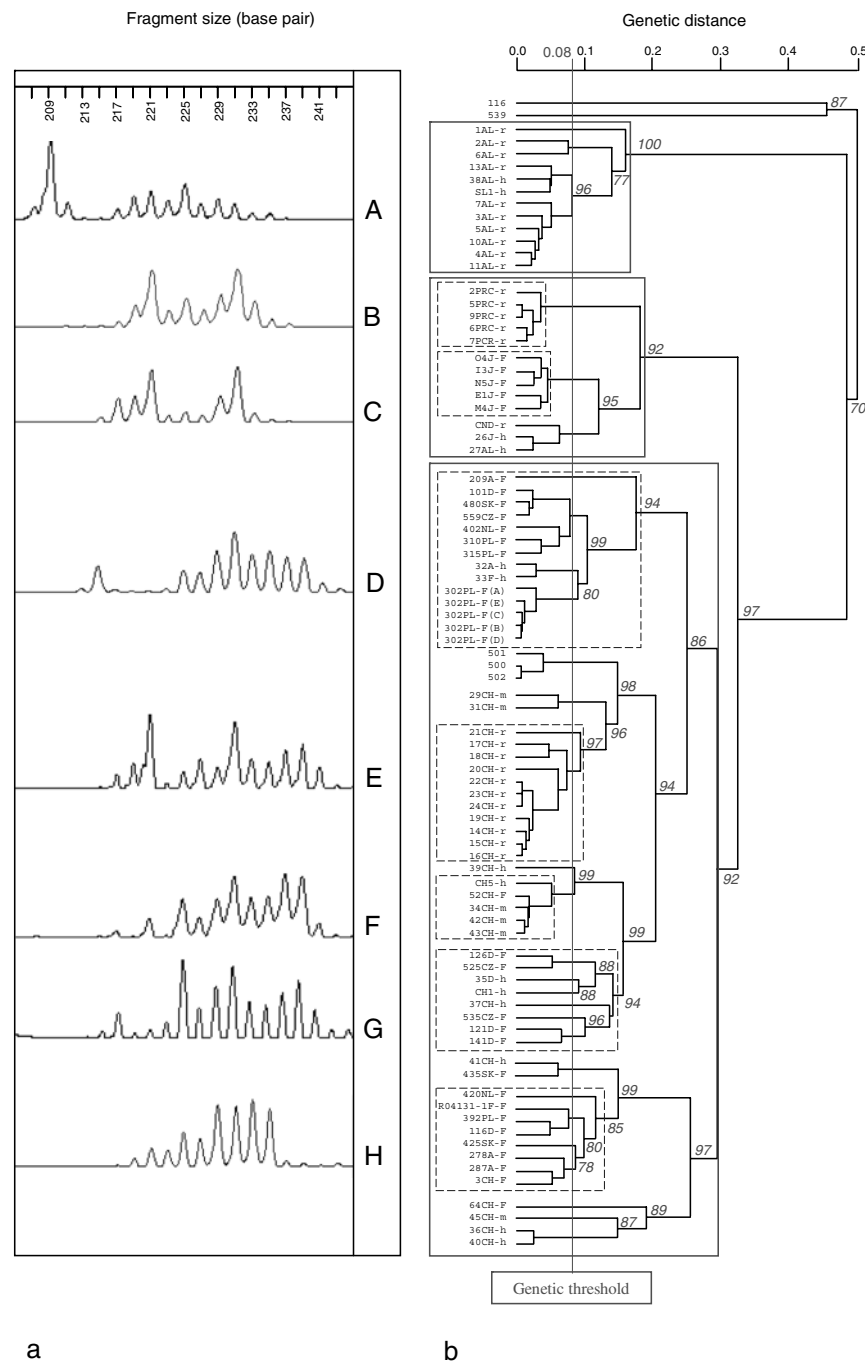 Fragment size (base pair)
209 213 217 221 225 229 233 237 241
A
B
C
D
E
F
G
H
a
Genetic distance
0.0 0.08 0.1 0.2 0.3 0.4 0.5
116
539
1AL-r
2AL-r
6AL-r
13AL-r
38AL-h
SL1-h
7AL-r
3AL-r
5AL-r
10AL-r
4AL-r
11AL-r
2PRC-r
5PRC-r
9PRC-r
6PRC-r
7PCR-r
O4J-F
I3J-F
N5J-F
E1J-F
M4J-F
CND-r
26J-h
27AL-h
209A-F
101D-F
480SK-F
559CZ-F
402NL-F
310PL-F
315PL-F
32A-h
33F-h
302PL-F(A)
302PL-F(E)
302PL-F(C)
302PL-F(B)
302PL-F(D)
501
500
502
29CH-m
31CH-m
21CH-r
17CH-r
18CH-r
20CH-r
22CH-r
23CH-r
24CH-r
19CH-r
14CH-r
15CH-r
16CH-r
39CH-h
CH5-h
52CH-F
34CH-m
42CH-m
43CH-m
126D-F
525CZ-F
35D-h
CH1-h
37CH-h
535CZ-F
121D-F
141D-F
41CH-h
435SK-F
420NL-F
R04131-1F-F
392PL-F
116D-F
425SK-F
278A-F
287A-F
3CH-F
64CH-F
45CH-m
36CH-h
40CH-h
87
100
77
96
92
95
70
94
99
80
97
86
98
96
97
94
99
92
99
88
88
94
96
99
85
80
78
97
89
87
Genetic threshold
b